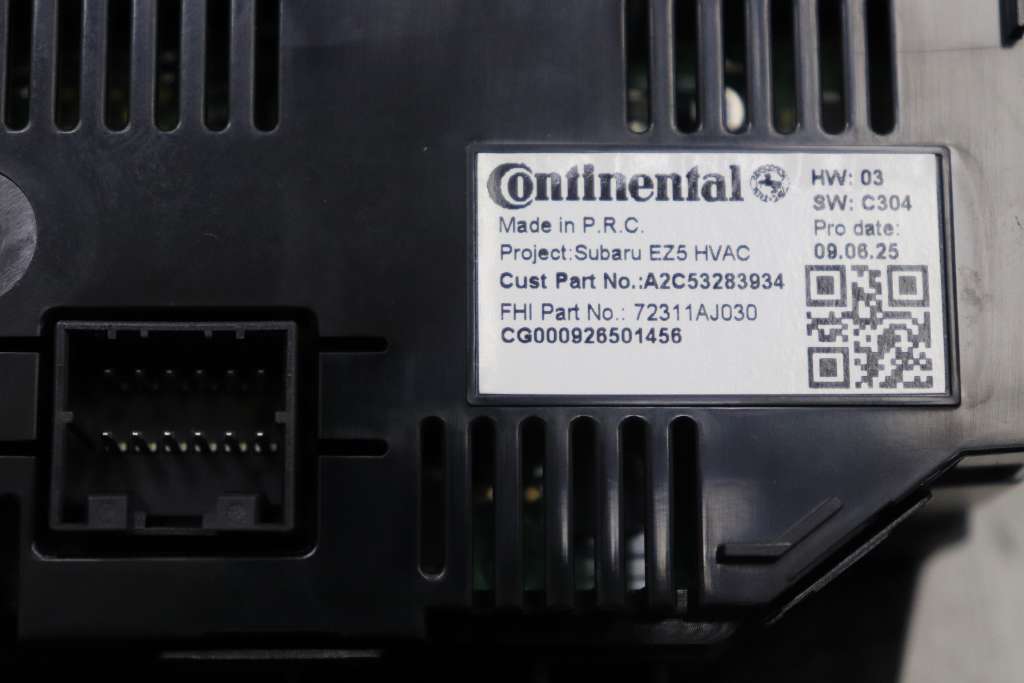 Continental
HW: 03
SW: C304
Made in P.R.C.
Pro date:
Project:Subaru EZ5 HVAC
09.06.25
Cust Part No.:A2C53283934
FHI Part No.: 72311AJ030
CG000926501456